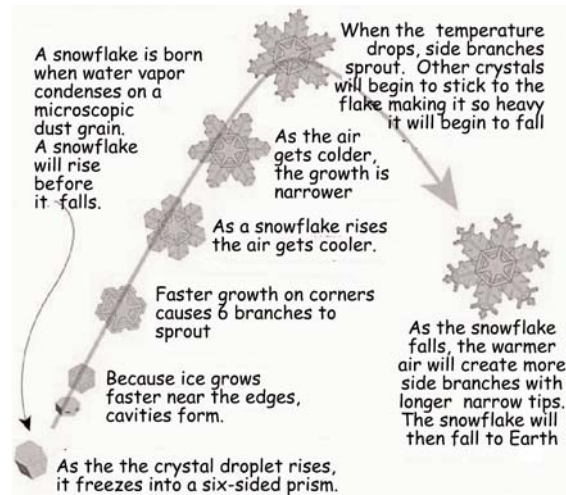 A snowflake is born
when water vapor
condenses on a
microscopic
dust grain.
A snowflake
will rise
before
it falls.
When the temperature
drops, side branches
sprout. Other crystals
will begin to stick to the
flake making it so heavy
it will begin to fall
As the air
gets colder,
the growth is
narrower
As a snowflake rises
the air gets cooler.
Faster growth on corners
causes 6 branches to
sprout
Because ice grows
faster near the edges,
cavities form.
As the the crystal droplet rises,
it freezes into a six-sided prism.
As the snowflake
falls, the warmer
air will create more
side branches with
longer narrow tips.
The snowflake will
then fall to Earth